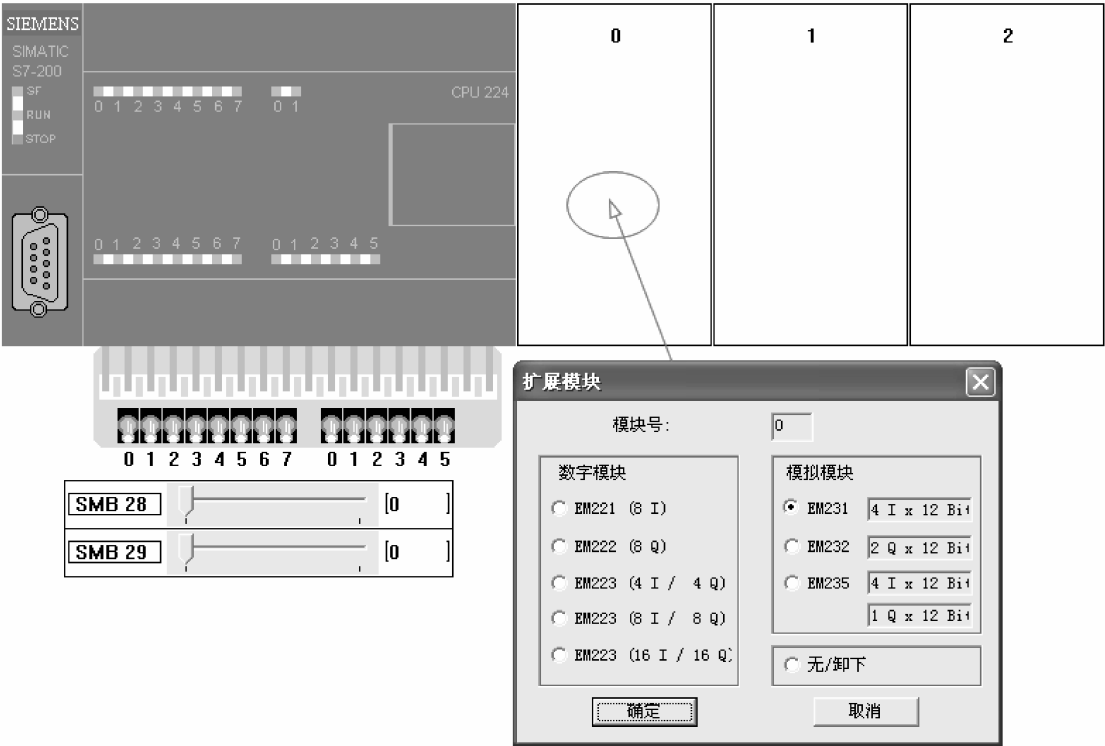 SIEMENS
SIMATIC
S7-200
SF
RUN
STOP
0 1 2 3 4 5 6 7 0 1
CPU 224
0 1 2 3 4 5 6 7 0 1 2 3 4 5
0 1 2
0 1 2 3 4 5 6 7 0 1 2 3 4 5
SMB 28 [0 ]
SMB 29 [0 ]
扩展模块
模块号: 0
数字模块
EM221 (8 I)
EM222 (8 Q)
EM223 (4 I / 4 Q)
EM223 (8 I / 8 Q)
EM223 (16 I / 16 Q)
模拟模块
EM231 4 I x 12 Bit
EM232 2 Q x 12 Bit
EM235 4 I x 12 Bit
1 Q x 12 Bit
无/卸下
确定 取消